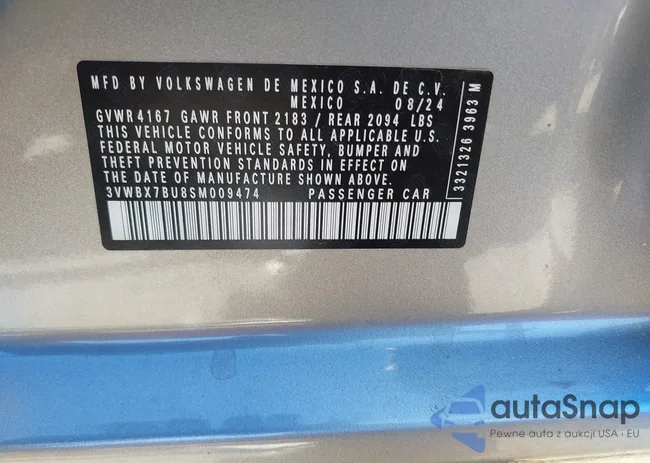 MFD BY VOLKSWAGEN DE MEXICO S.A. DE C.V.
MEXICO 08/24
GVWR4167 GAWR FRONT 2183 / REAR 2094 LBS
THIS VEHICLE CONFORMS TO ALL APPLICABLE U.S.
FEDERAL MOTOR VEHICLE SAFETY, BUMPER AND
THEFT PREVENTION STANDARDS IN EFFECT ON
THE DATE OF MANUFACTURE SHOWN ABOVE.
3VWBX7BU8SM009474 PASSENGER CAR
3321326 3963 M
autaSnap
Pewne auta z aukcji USA i EU